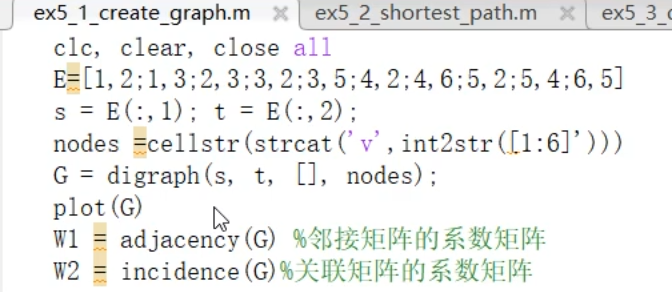 ex5_1_create_graph.m × ex5_2_shortest_path.m × ex5_3_
clc, clear, close all
E=[1,2;1,3;2,3;3,2;3,5;4,2;4,6;5,2;5,4;6,5]
s = E(:,1); t = E(:,2);
nodes =cellstr(strcat('v',int2str([1:6]')))
G = digraph(s, t, [], nodes);
plot(G)
W1 = adjacency(G) %邻接矩阵的系数矩阵
W2 = incidence(G)%关联矩阵的系数矩阵